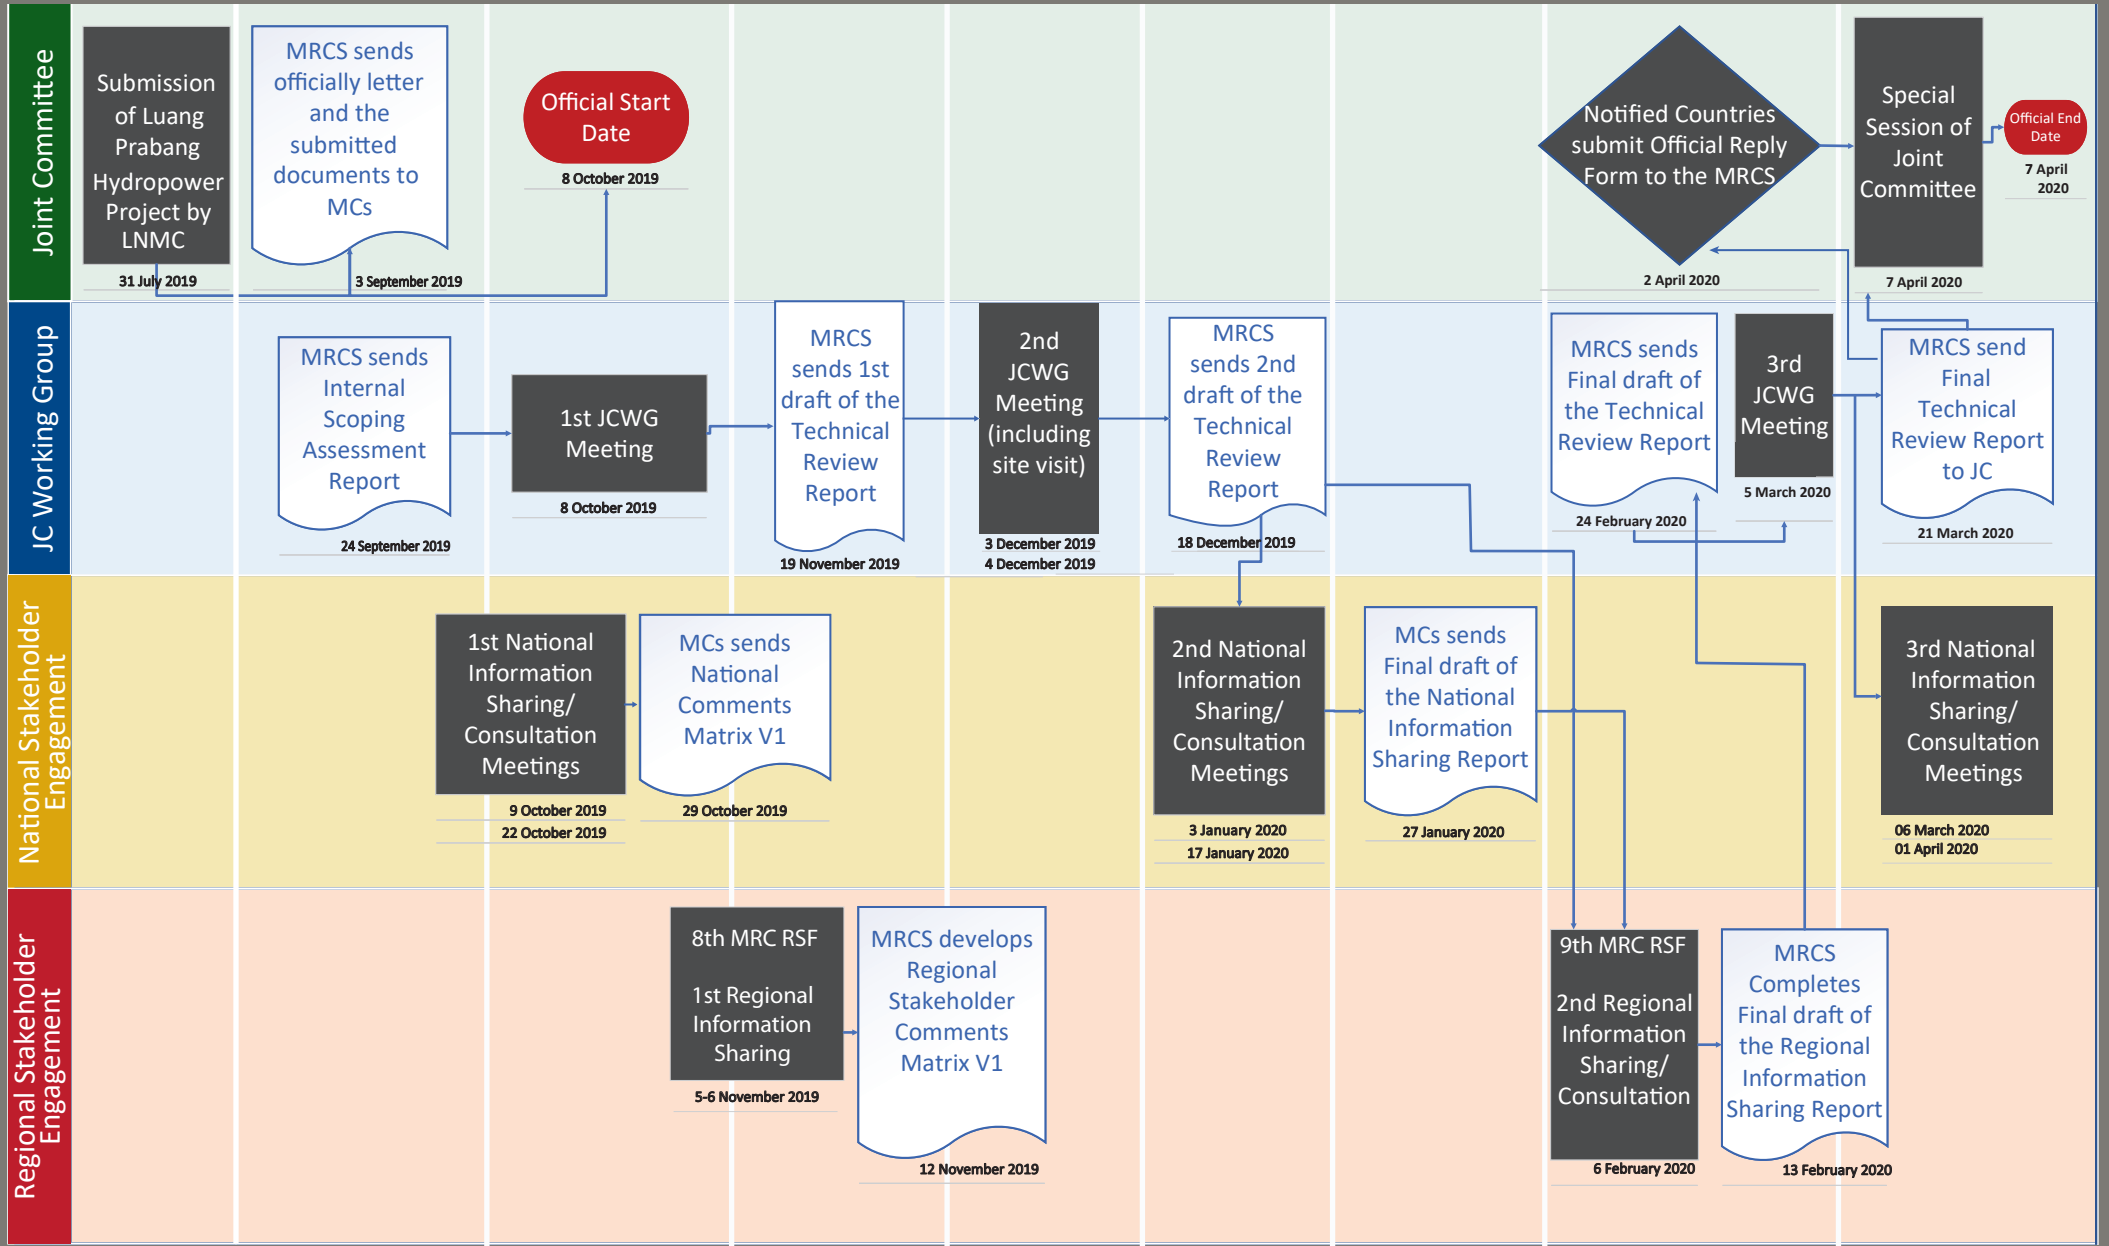 Joint Committee
Submission
of Luang
Prabang
Hydropower
Project by
LNMC
31 July 2019
MRCS sends
officially letter
and the
submitted
documents to
MCs
3 September 2019
Official Start
Date
8 October 2019
Notified Countries
submit Official Reply
Form to the MRCS
2 April 2020
Special
Session of
Joint
Committee
7 April 2020
Official End
Date
7 April
2020
JC Working Group
MRCS sends
Internal
Scoping
Assessment
Report
24 September 2019
1st JCWG
Meeting
8 October 2019
MRCS
sends 1st
draft of the
Technical
Review
Report
19 November 2019
2nd
JCWG
Meeting
(including
site visit)
3 December 2019
4 December 2019
MRCS
sends 2nd
draft of the
Technical
Review
Report
18 December 2019
MRCS sends
Final draft of
the Technical
Review Report
24 February 2020
3rd
JCWG
Meeting
5 March 2020
MRCS send
Final
Technical
Review Report
to JC
21 March 2020
National Stakeholder
Engagement
1st National
Information
Sharing/
Consultation
Meetings
9 October 2019
22 October 2019
MCs sends
National
Comments
Matrix V1
29 October 2019
2nd National
Information
Sharing/
Consultation
Meetings
3 January 2020
17 January 2020
MCs sends
Final draft of
the National
Information
Sharing Report
27 January 2020
3rd National
Information
Sharing/
Consultation
Meetings
06 March 2020
01 April 2020
Regional Stakeholder
Engagement
8th MRC RSF
1st Regional
Information
Sharing
5-6 November 2019
MRCS develops
Regional
Stakeholder
Comments
Matrix V1
12 November 2019
9th MRC RSF
2nd Regional
Information
Sharing/
Consultation
6 February 2020
MRCS
Completes
Final draft of
the Regional
Information
Sharing Report
13 February 2020